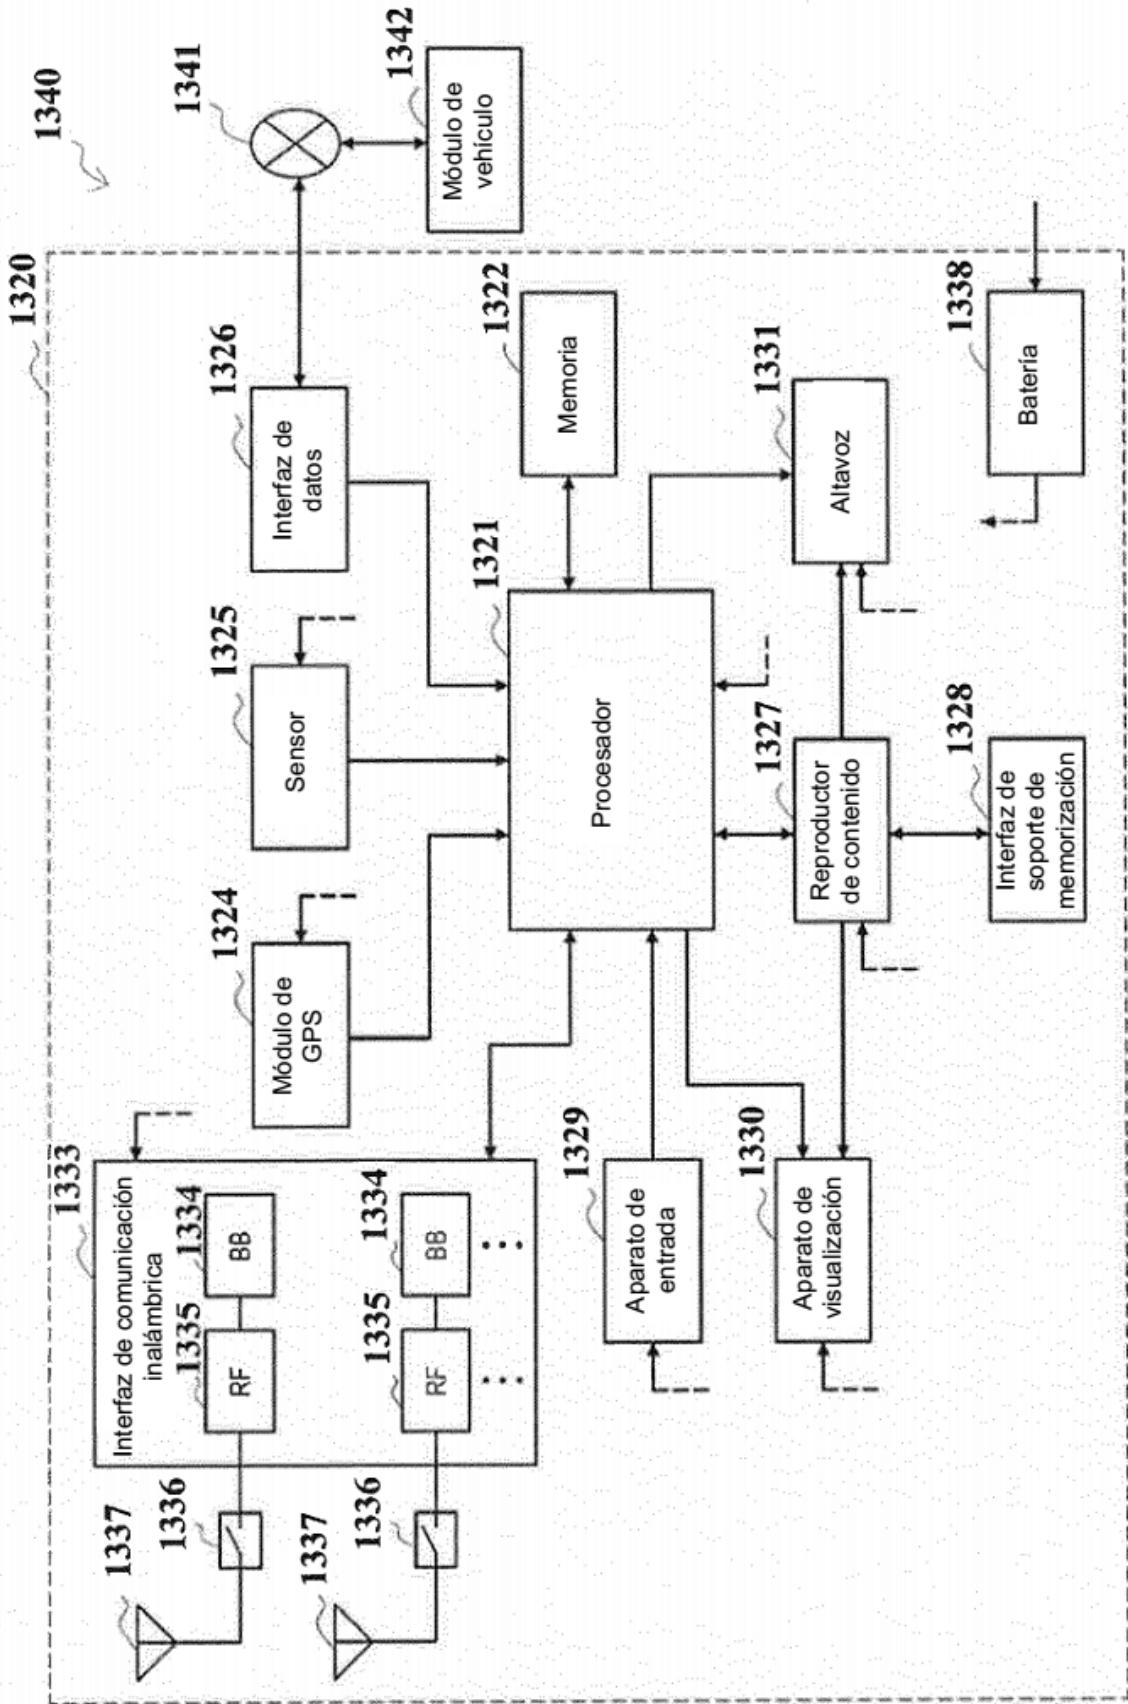 1320
1340
1333
1337
Interfaz de comunicación
inalámbrica
1336
1335
1334
RF
BB
1337
1336
1335
1334
RF
BB
...
...
1324
Módulo de
GPS
1325
Sensor
1326
Interfaz de
datos
1341
1342
Módulo de
vehículo
1321
Procesador
1322
Memoria
1329
Aparato de
entrada
1330
Aparato de
visualización
1327
Reproductor
de contenido
1331
Altavoz
1328
Interfaz de
soporte de
memorización
1338
Batería